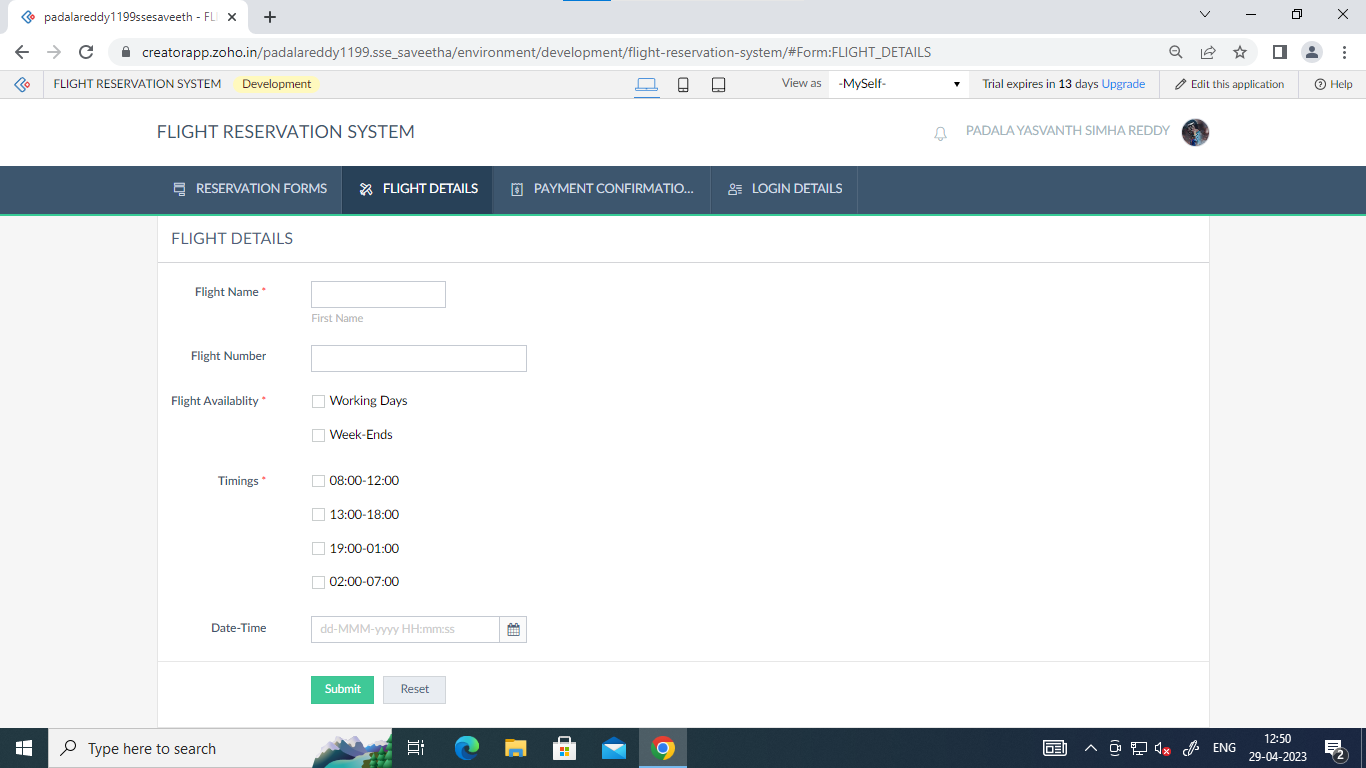 padalareddy1199ssesaveeth - FLI
creatorapp.zoho.in/padalareddy1199.sse_saveetha/environment/development/flight-reservation-system/#Form:FLIGHT_DETAILS
FLIGHT RESERVATION SYSTEM Development View as -MySelf- Trial expires in 13 days Upgrade Edit this application Help
FLIGHT RESERVATION SYSTEM PADALA YASVANTH SIMHA REDDY
RESERVATION FORMS FLIGHT DETAILS PAYMENT CONFIRMATIO... LOGIN DETAILS
FLIGHT DETAILS
Flight Name *
First Name
Flight Number
Flight Availablity * Working Days
Week-Ends
Timings * 08:00-12:00
13:00-18:00
19:00-01:00
02:00-07:00
Date-Time dd-MMM-yyyy HH:mm:ss
Submit Reset
Type here to search ENG 12:50
29-04-2023 2